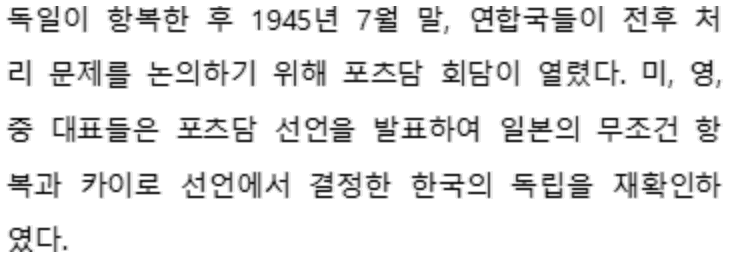 독일이 항복한 후 1945년 7월 말, 연합국들이 전후 처
리 문제를 논의하기 위해 포츠담 회담이 열렸다. 미, 영,
중 대표들은 포츠담 선언을 발표하여 일본의 무조건 항
복과 카이로 선언에서 결정한 한국의 독립을 재확인하
였다.